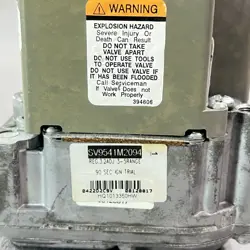 WARNING
EXPLOSION HAZARD
Severe Injury Or
Death Can Result
DO NOT TAKE
VALVE APART
DO NOT USE TOOLS
TO OPERATE VALVE
DO NOT USE VALVE IF
IT HAS BEEN FLOODED
Call Serviceman
If Valve Does not
Work Properly
394606
SV9541M2094
90 SEC IGN TRIAL